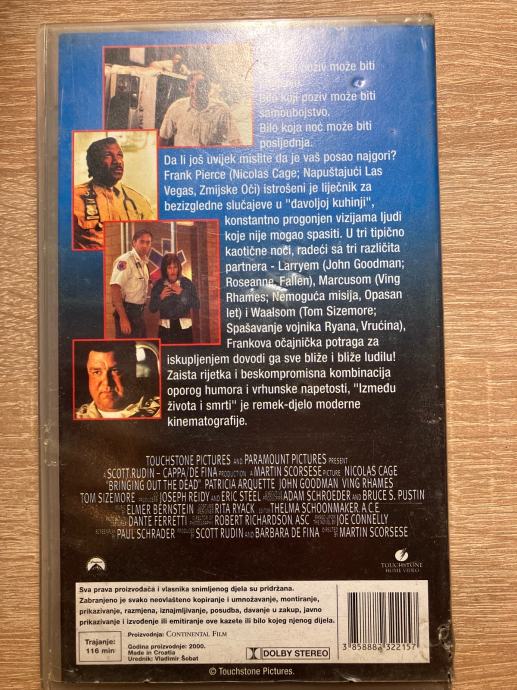 poziv može biti
Bilo koji poziv može biti
samoubojstvo.
Bilo koja noć može biti
posljednja.
Da li još uvijek mislite da je vaš posao najgori?
Frank Pierce (Nicolas Cage; Napuštajući Las
Vegas, Zmijske Oči) istrošeni je liječnik za
bezizgledne slučajeve u "davoljoj kuhinji",
konstantno progonjen vizijama ljudi
koje nije mogao spasiti. U tri tipično
kaotične noći, radeći sa tri različita
partnera - Larryem (John Goodman;
Roseanne, Fallen), Marcusom (Ving
Rhames; Nemoguća misija, Opasan
let) i Waalsom (Tom Sizemore;
Spašavanje vojnika Ryana, Vrućina),
Frankova očajnička potraga za
iskupljenjem dovodi ga sve bliže i bliže ludilu!
Zaista rijetka i beskompromisna kombinacija
oporog humora i vrhunske napetosti, "Između
života i smrti" je remek-djelo moderne
kinematografije.
TOUCHSTONE PICTURES AND PARAMOUNT PICTURES PRESENT
A SCOTT RUDIN - CAPPA/DE FINA PRODUCTION A MARTIN SCORSESE PICTURE NICOLAS CAGE
"BRINGING OUT THE DEAD" PATRICIA ARQUETTE JOHN GOODMAN VING RHAMES
TOM SIZEMORE JOSEPH REIDY AND ERIC STEEL ADAM SCHROEDER AND BRUCE S. PUSTIN
ELMER BERNSTEIN RITA RYACK THELMA SCHOONMAKER, A.C.E.
DANTE FERRETTI ROBERT RICHARDSON, ASC JOE CONNELLY
PAUL SCHRADER SCOTT RUDIN AND BARBARA DE FINA MARTIN SCORSESE
TOUCHSTONE
HOME VIDEO
Sva prava proizvođača i vlasnika snimljenog djela su pridržana.
Zabranjeno je svako neovlašteno kopiranje i umnožavanje, montiranje,
prikazivanje, razmjena, iznajmljivanje, posudba, davanje u zakup, javno
prikazivanje i izvođenje ili emitiranje ove kazete ili bilo kojeg njenog dijela.
Trajanje:
116 min
Proizvodnja: CONTINENTAL FILM
Godina proizvodnje: 2000.
Made in Croatia
Urednik: Vladimir Šobat
DOLBY STEREO
3 858882 322157
© Touchstone Pictures.